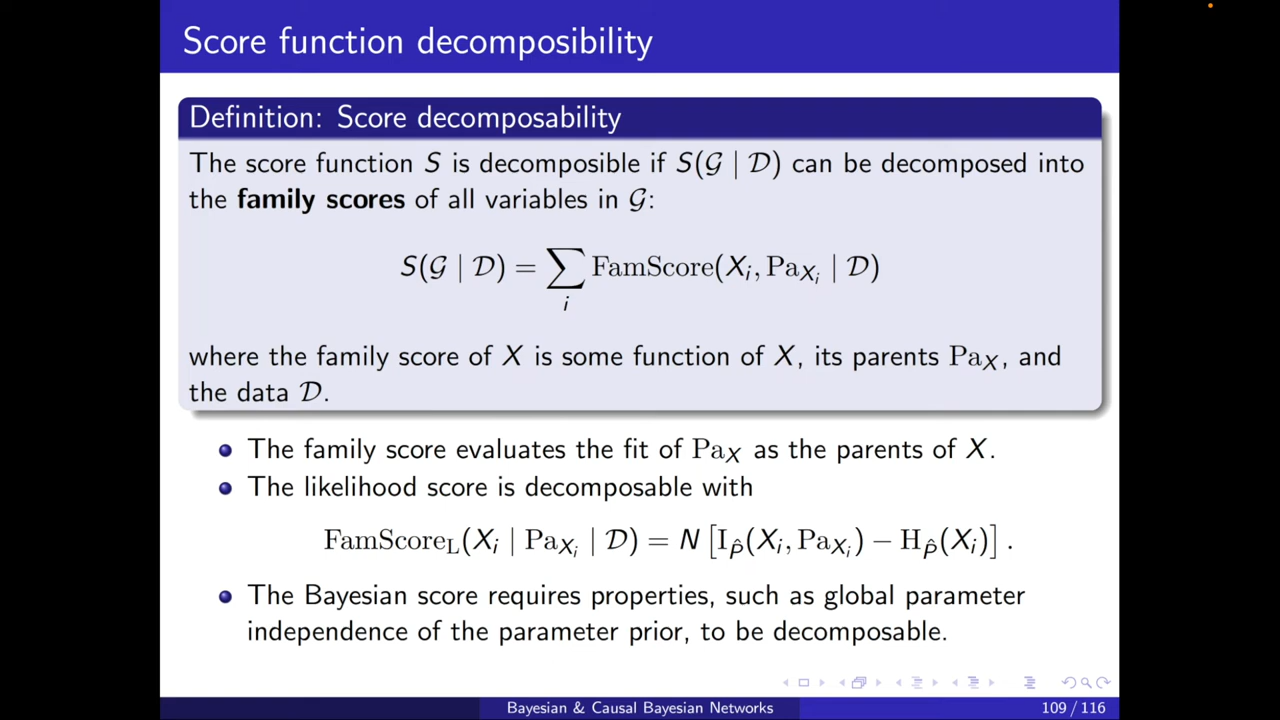 Score function decomposibility
Definition: Score decomposability
The score function S is decomposible if S(𝒢 | 𝒟) can be decomposed into
the family scores of all variables in 𝒢:
S(𝒢 | 𝒟) = ∑_i FamScore(X_i, Pa_{X_i} | 𝒟)
where the family score of X is some function of X, its parents Pa_X, and
the data 𝒟.
The family score evaluates the fit of Pa_X as the parents of X.
The likelihood score is decomposable with
FamScore_L(X_i | Pa_{X_i} | 𝒟) = N [I_{P̂}(X_i, Pa_{X_i}) − H_{P̂}(X_i)] .
The Bayesian score requires properties, such as global parameter
independence of the parameter prior, to be decomposable.
Bayesian & Causal Bayesian Networks
109 / 116